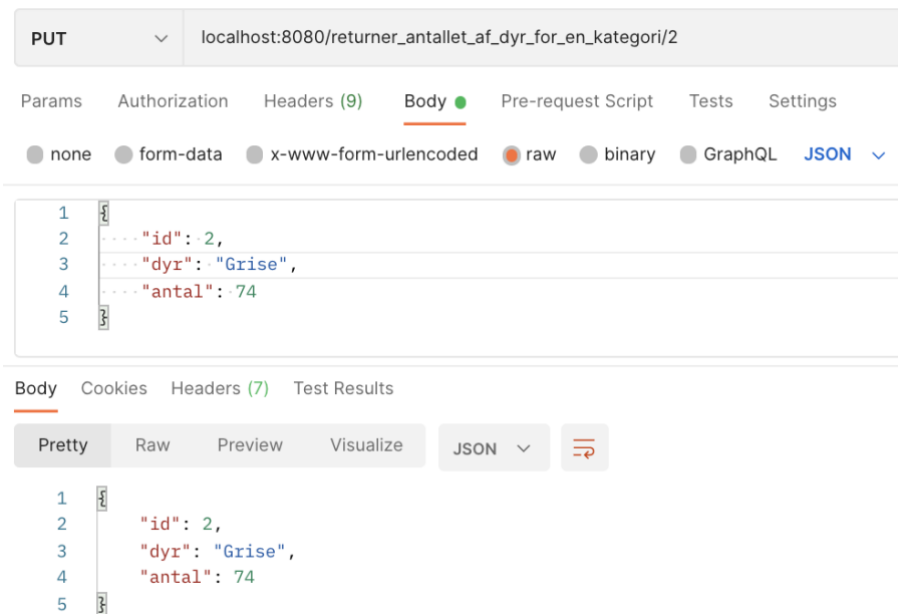 PUT localhost:8080/returner_antallet_af_dyr_for_en_kategori/2
Params Authorization Headers (9) Body Pre-request Script Tests Settings
none form-data x-www-form-urlencoded raw binary GraphQL JSON
1 {
2 "id": 2,
3 "dyr": "Grise",
4 "antal": 74
5 }
Body Cookies Headers (7) Test Results
Pretty Raw Preview Visualize JSON
1 {
2 "id": 2,
3 "dyr": "Grise",
4 "antal": 74
5 }